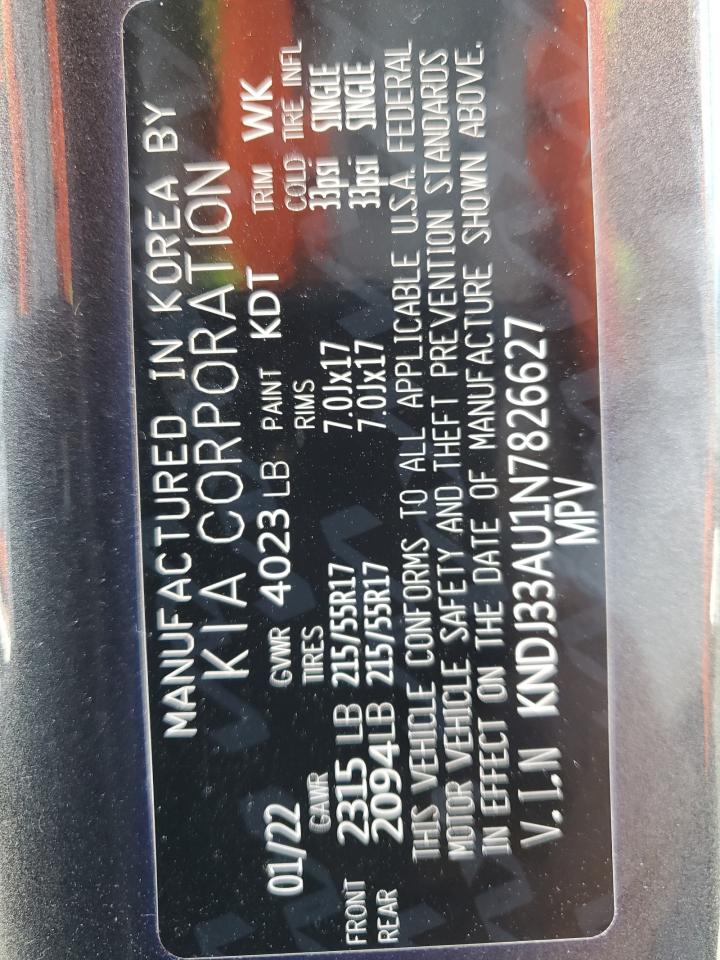 MANUFACTURED IN KOREA BY
KIA CORPORATION
01/22 GVWR 4023 LB PAINT KDT TRIM WK
GAWR TIRES RIMS COLD TIRE INFL
FRONT 2315 LB 215/55R17 7.0Jx17 33psi SINGLE
REAR 2094LB 215/55R17 7.0Jx17 33psi SINGLE
THIS VEHICLE CONFORMS TO ALL APPLICABLE U.S.A. FEDERAL
MOTOR VEHICLE SAFETY AND THEFT PREVENTION STANDARDS
IN EFFECT ON THE DATE OF MANUFACTURE SHOWN ABOVE.
V.I.N KNDJ33AU1N7826627
MPV